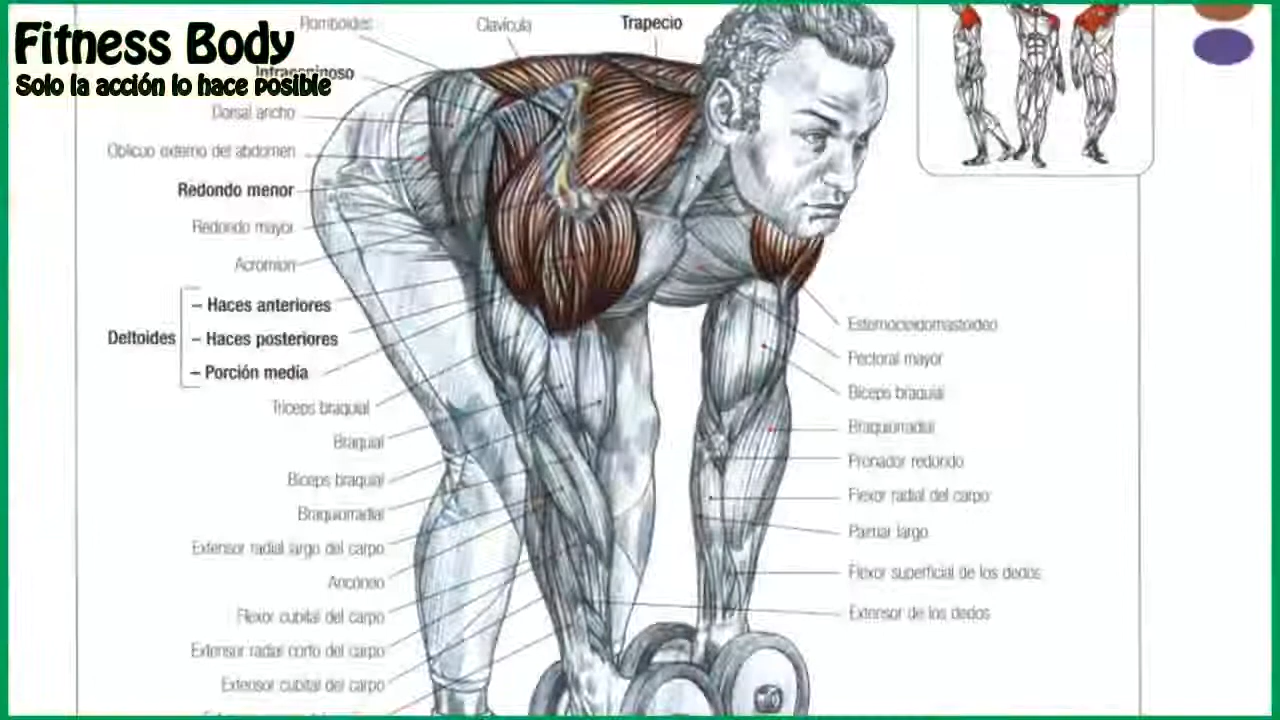 Fitness Body
Solo la acción lo hace posible
Romboides
Clavícula
Trapecio
Infraespinoso
Dorsal ancho
Oblicuo externo del abdomen
Redondo menor
Redondo mayor
Acromion
Deltoides
– Haces anteriores
– Haces posteriores
– Porción media
Tríceps braquial
Braquial
Bíceps braquial
Braquiorradial
Extensor radial largo del carpo
Ancóneo
Flexor cubital del carpo
Extensor radial corto del carpo
Extensor cubital del carpo
Esternocleidomastoideo
Pectoral mayor
Bíceps braquial
Braquiorradial
Pronador redondo
Flexor radial del carpo
Palmar largo
Flexor superficial de los dedos
Extensor de los dedos